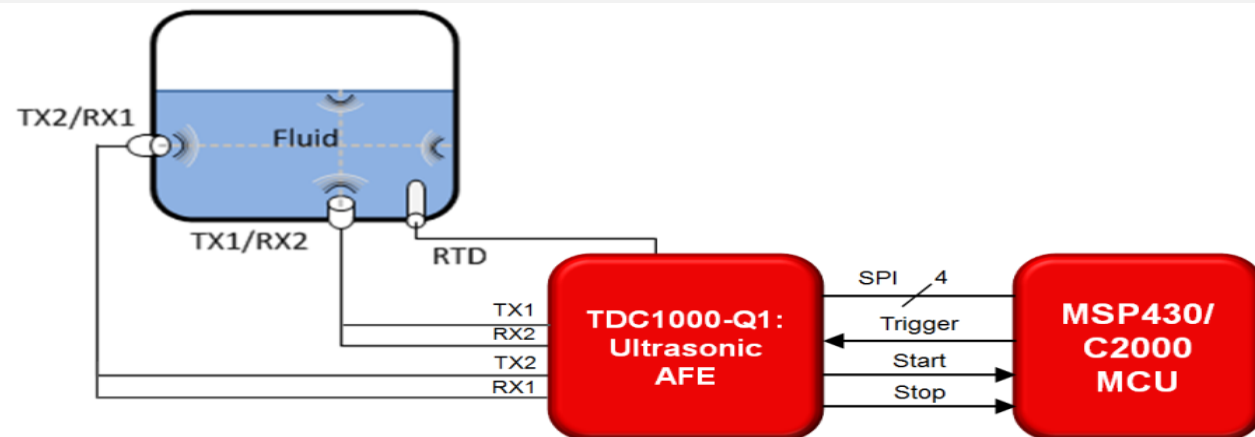 TX2/RX1
Fluid
TX1/RX2
RTD
TX1
RX2
TX2
RX1
TDC1000-Q1:
Ultrasonic
AFE
SPI 4
Trigger
Start
Stop
MSP430/
C2000
MCU